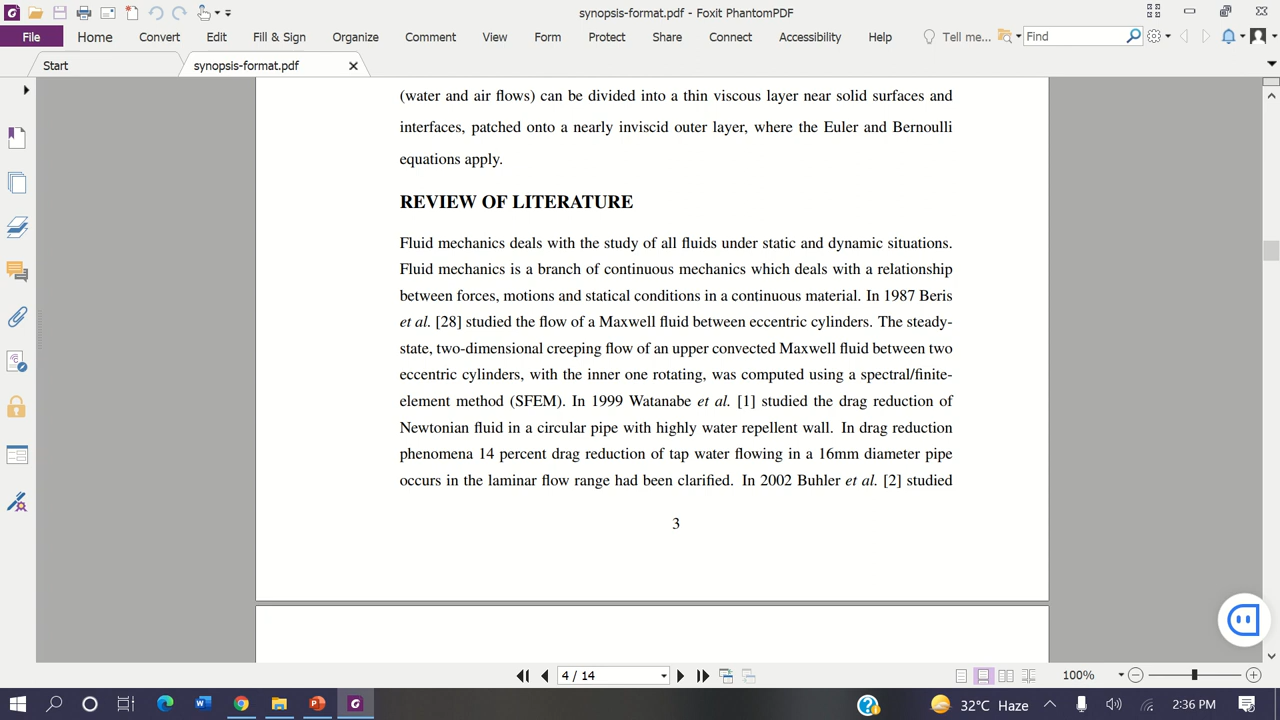 synopsis-format.pdf - Foxit PhantomPDF
File Home Convert Edit Fill & Sign Organize Comment View Form Protect Share Connect Accessibility Help Tell me... Find
Start synopsis-format.pdf
(water and air flows) can be divided into a thin viscous layer near solid surfaces and
interfaces, patched onto a nearly inviscid outer layer, where the Euler and Bernoulli
equations apply.
REVIEW OF LITERATURE
Fluid mechanics deals with the study of all fluids under static and dynamic situations.
Fluid mechanics is a branch of continuous mechanics which deals with a relationship
between forces, motions and statical conditions in a continuous material. In 1987 Beris
et al. [28] studied the flow of a Maxwell fluid between eccentric cylinders. The steady-
state, two-dimensional creeping flow of an upper convected Maxwell fluid between two
eccentric cylinders, with the inner one rotating, was computed using a spectral/finite-
element method (SFEM). In 1999 Watanabe et al. [1] studied the drag reduction of
Newtonian fluid in a circular pipe with highly water repellent wall. In drag reduction
phenomena 14 percent drag reduction of tap water flowing in a 16mm diameter pipe
occurs in the laminar flow range had been clarified. In 2002 Buhler et al. [2] studied
3
4 / 14 100%
32°C Haze 2:36 PM